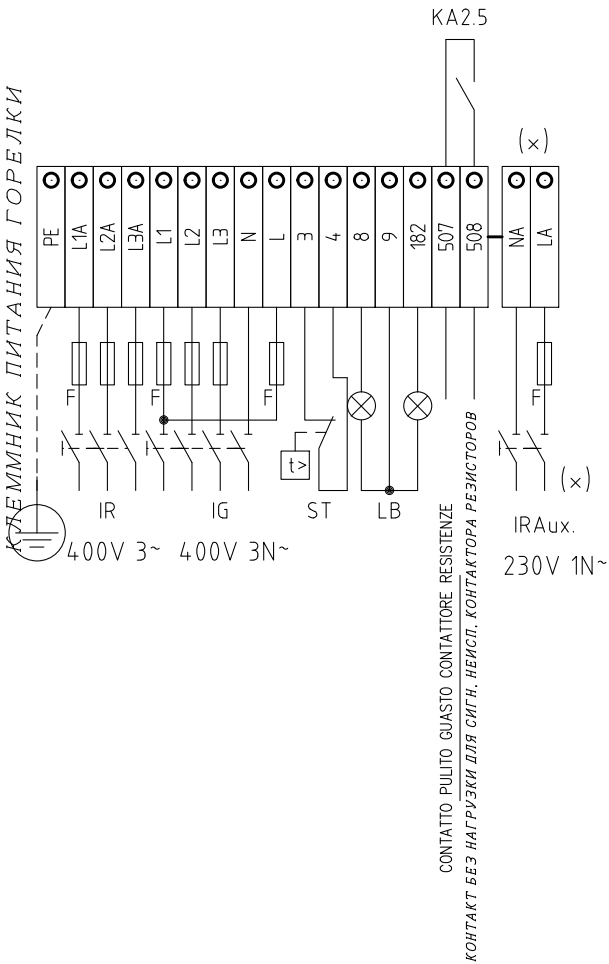 KA2.5
(x)
КЛЕММНИК ПИТАНИЯ ГОРЕЛКИ
PE L1A L2A L3A L1 L2 L3 N L 3 4 8 9 182 507 508 NA LA
F F F F
t>
(x)
IR IG ST LB IRAux.
400V 3~ 400V 3N~ 230V 1N~
CONTATTO PULITO GUASTO CONTATTORE RESISTENZE
КОНТАКТ БЕЗ НАГРУЗКИ ДЛЯ СИГН. НЕИСП. КОНТАКТОРА РЕЗИСТОРОВ